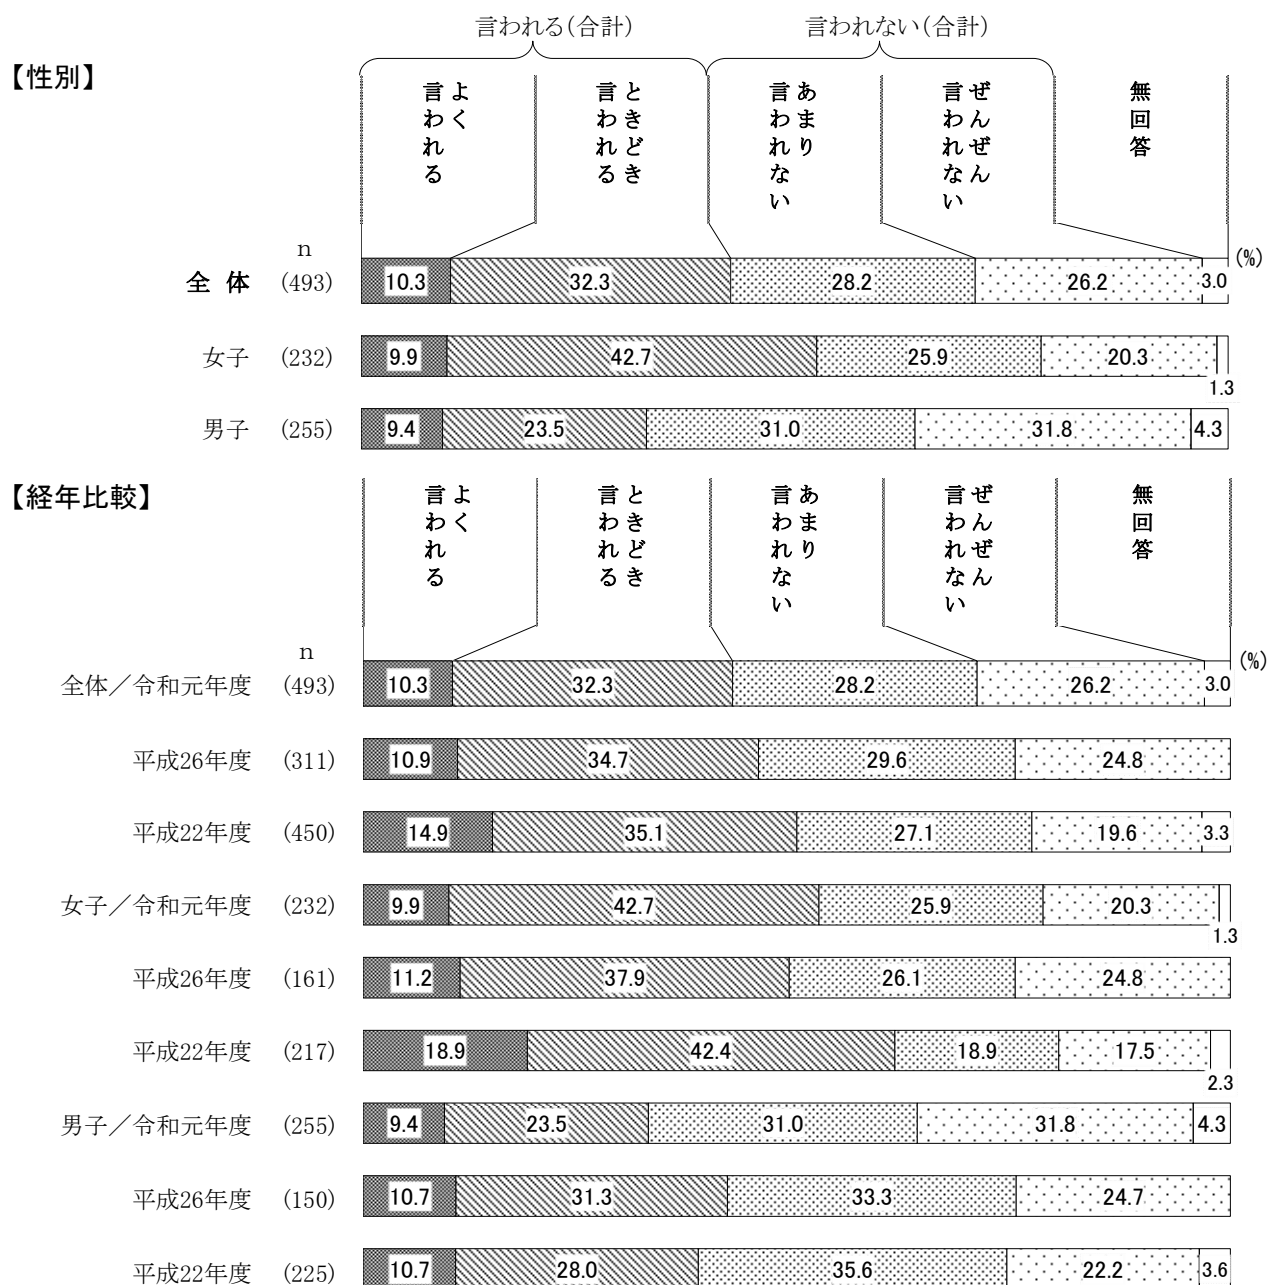 言われる（合計） 言われない（合計）
【性別】
よく言われる ときどき言われる あまり言われない ぜんぜん言われない 無回答
n (%)
全 体 (493) 10.3 32.3 28.2 26.2 3.0
女子 (232) 9.9 42.7 25.9 20.3 1.3
男子 (255) 9.4 23.5 31.0 31.8 4.3
【経年比較】
よく言われる ときどき言われる あまり言われない ぜんぜん言われない 無回答
n (%)
全体／令和元年度 (493) 10.3 32.3 28.2 26.2 3.0
平成26年度 (311) 10.9 34.7 29.6 24.8
平成22年度 (450) 14.9 35.1 27.1 19.6 3.3
女子／令和元年度 (232) 9.9 42.7 25.9 20.3 1.3
平成26年度 (161) 11.2 37.9 26.1 24.8
平成22年度 (217) 18.9 42.4 18.9 17.5 2.3
男子／令和元年度 (255) 9.4 23.5 31.0 31.8 4.3
平成26年度 (150) 10.7 31.3 33.3 24.7
平成22年度 (225) 10.7 28.0 35.6 22.2 3.6